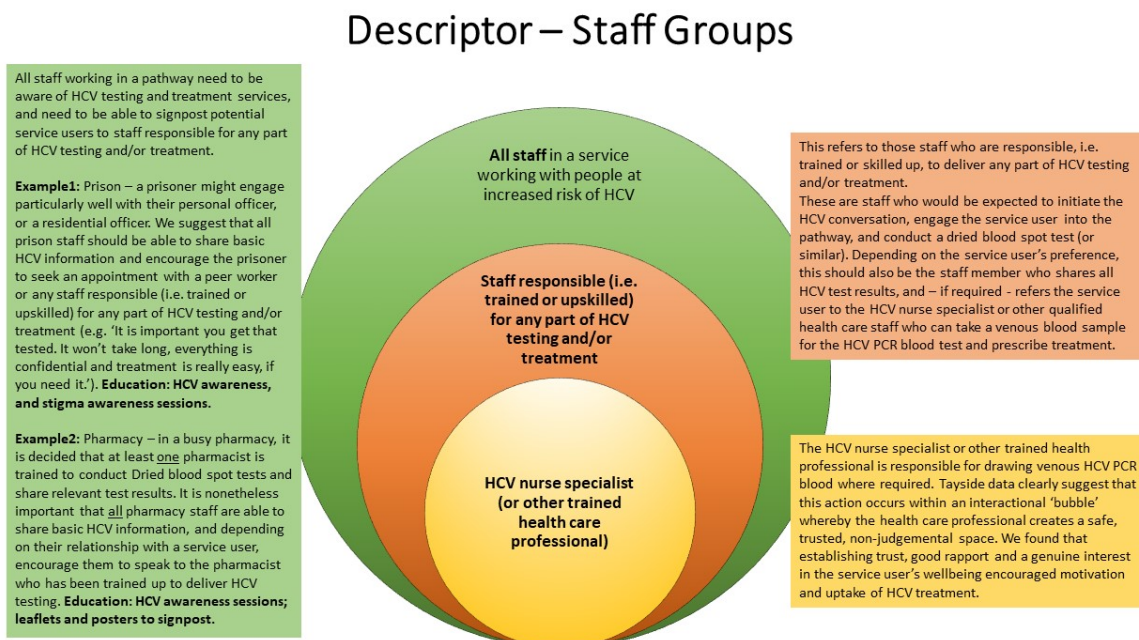 Descriptor – Staff Groups
All staff working in a pathway need to be
aware of HCV testing and treatment services,
and need to be able to signpost potential
service users to staff responsible for any part
of HCV testing and/or treatment.
Example1: Prison – a prisoner might engage
particularly well with their personal officer,
or a residential officer. We suggest that all
prison staff should be able to share basic
HCV information and encourage the prisoner
to seek an appointment with a peer worker
or any staff responsible (i.e. trained or
upskilled) for any part of HCV testing and/or
treatment (e.g. ‘It is important you get that
tested. It won’t take long, everything is
confidential and treatment is really easy, if
you need it.’). Education: HCV awareness,
and stigma awareness sessions.
Example2: Pharmacy – in a busy pharmacy, it
is decided that at least one pharmacist is
trained to conduct Dried blood spot tests and
share relevant test results. It is nonetheless
important that all pharmacy staff are able to
share basic HCV information, and depending
on their relationship with a service user,
encourage them to speak to the pharmacist
who has been trained up to deliver HCV
testing. Education: HCV awareness sessions;
leaflets and posters to signpost.
All staff in a service
working with people at
increased risk of HCV
Staff responsible (i.e.
trained or upskilled)
for any part of HCV
testing and/or
treatment
HCV nurse specialist
(or other trained
health care
professional)
This refers to those staff who are responsible, i.e.
trained or skilled up, to deliver any part of HCV testing
and/or treatment.
These are staff who would be expected to initiate the
HCV conversation, engage the service user into the
pathway, and conduct a dried blood spot test (or
similar). Depending on the service user’s preference,
this should also be the staff member who shares all
HCV test results, and – if required - refers the service
user to the HCV nurse specialist or other qualified
health care staff who can take a venous blood sample
for the HCV PCR blood test and prescribe treatment.
The HCV nurse specialist or other trained health
professional is responsible for drawing venous HCV PCR
blood where required. Tayside data clearly suggest that
this action occurs within an interactional ‘bubble’
whereby the health care professional creates a safe,
trusted, non-judgemental space. We found that
establishing trust, good rapport and a genuine interest
in the service user’s wellbeing encouraged motivation
and uptake of HCV treatment.